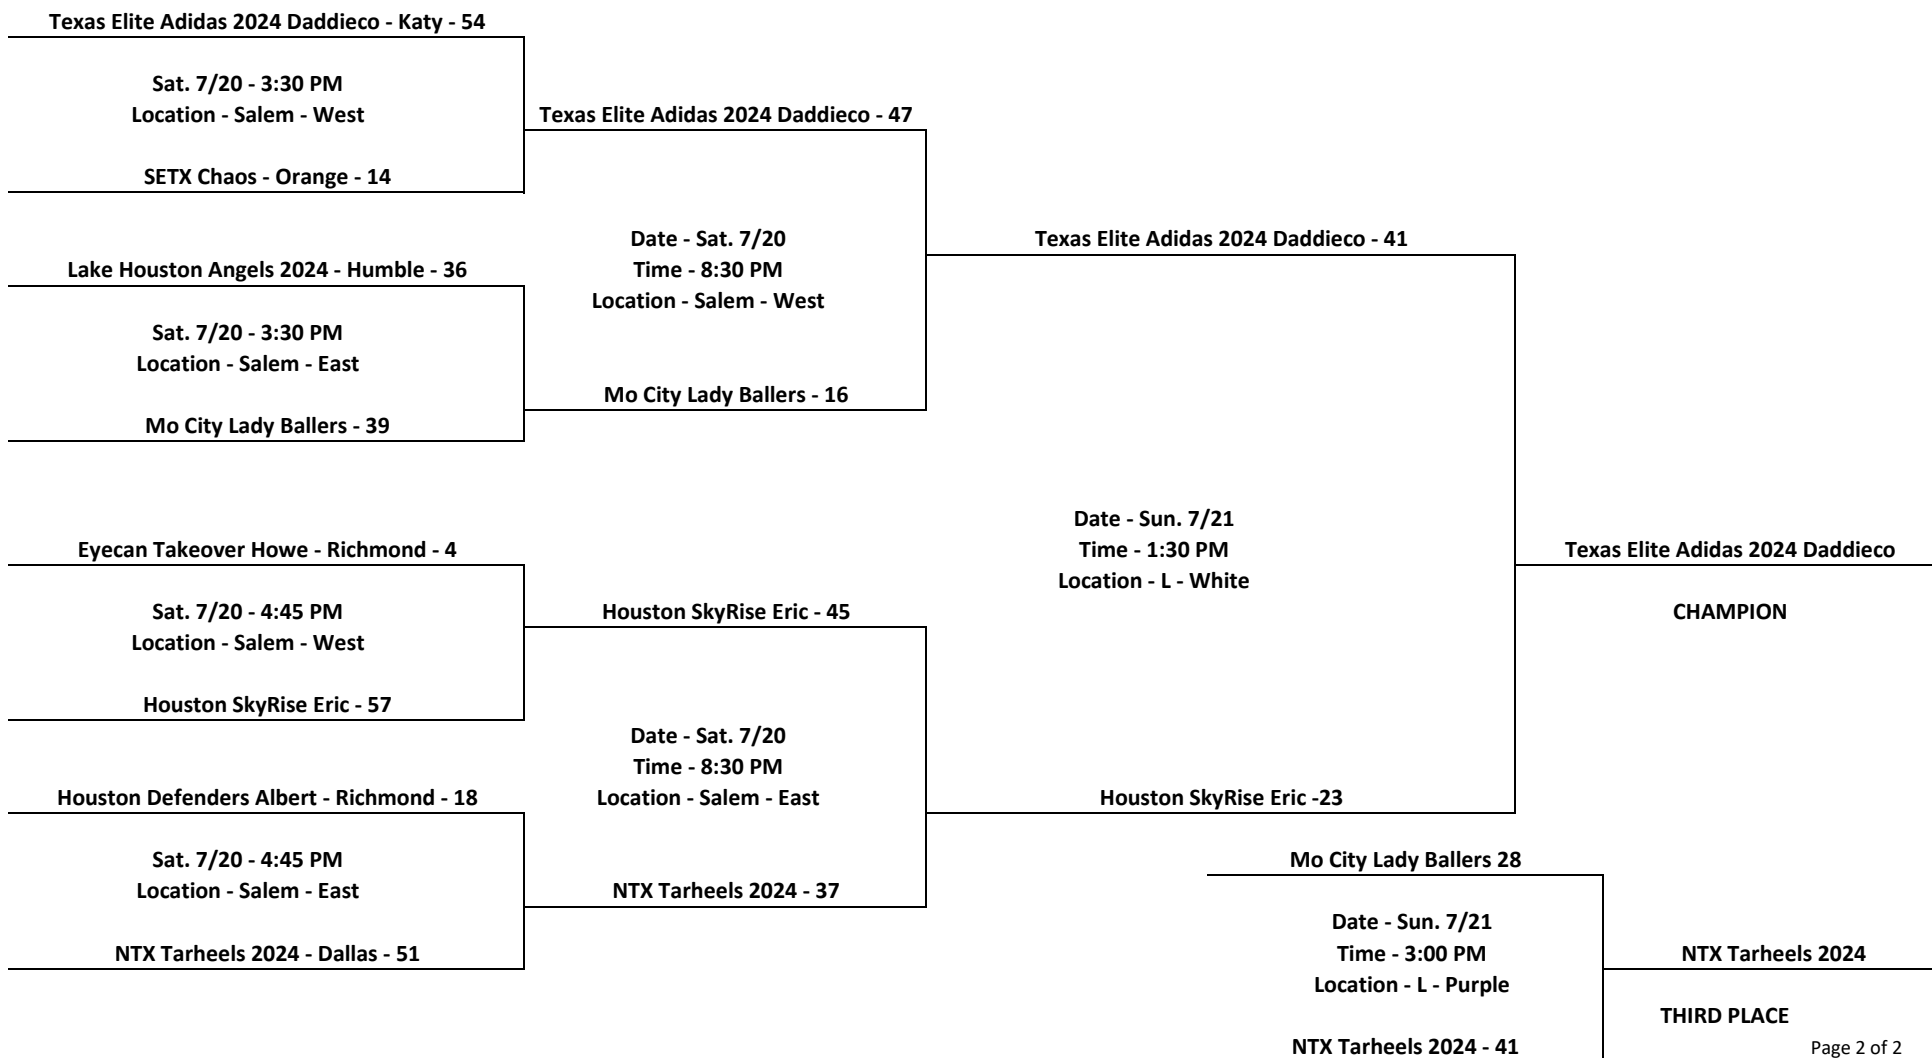 Texas Elite Adidas 2024 Daddieco - Katy - 54
Sat. 7/20 - 3:30 PM
Location - Salem - West
SETX Chaos - Orange - 14
Lake Houston Angels 2024 - Humble - 36
Sat. 7/20 - 3:30 PM
Location - Salem - East
Mo City Lady Ballers - 39
Eyecan Takeover Howe - Richmond - 4
Sat. 7/20 - 4:45 PM
Location - Salem - West
Houston SkyRise Eric - 57
Houston Defenders Albert - Richmond - 18
Sat. 7/20 - 4:45 PM
Location - Salem - East
NTX Tarheels 2024 - Dallas - 51
Texas Elite Adidas 2024 Daddieco - 47
Date - Sat. 7/20
Time - 8:30 PM
Location - Salem - West
Mo City Lady Ballers - 16
Houston SkyRise Eric - 45
Date - Sat. 7/20
Time - 8:30 PM
Location - Salem - East
NTX Tarheels 2024 - 37
Texas Elite Adidas 2024 Daddieco - 41
Date - Sun. 7/21
Time - 1:30 PM
Location - L - White
Houston SkyRise Eric -23
Texas Elite Adidas 2024 Daddieco
CHAMPION
Mo City Lady Ballers 28
Date - Sun. 7/21
Time - 3:00 PM
Location - L - Purple
NTX Tarheels 2024 - 41
NTX Tarheels 2024
THIRD PLACE
Page 2 of 2